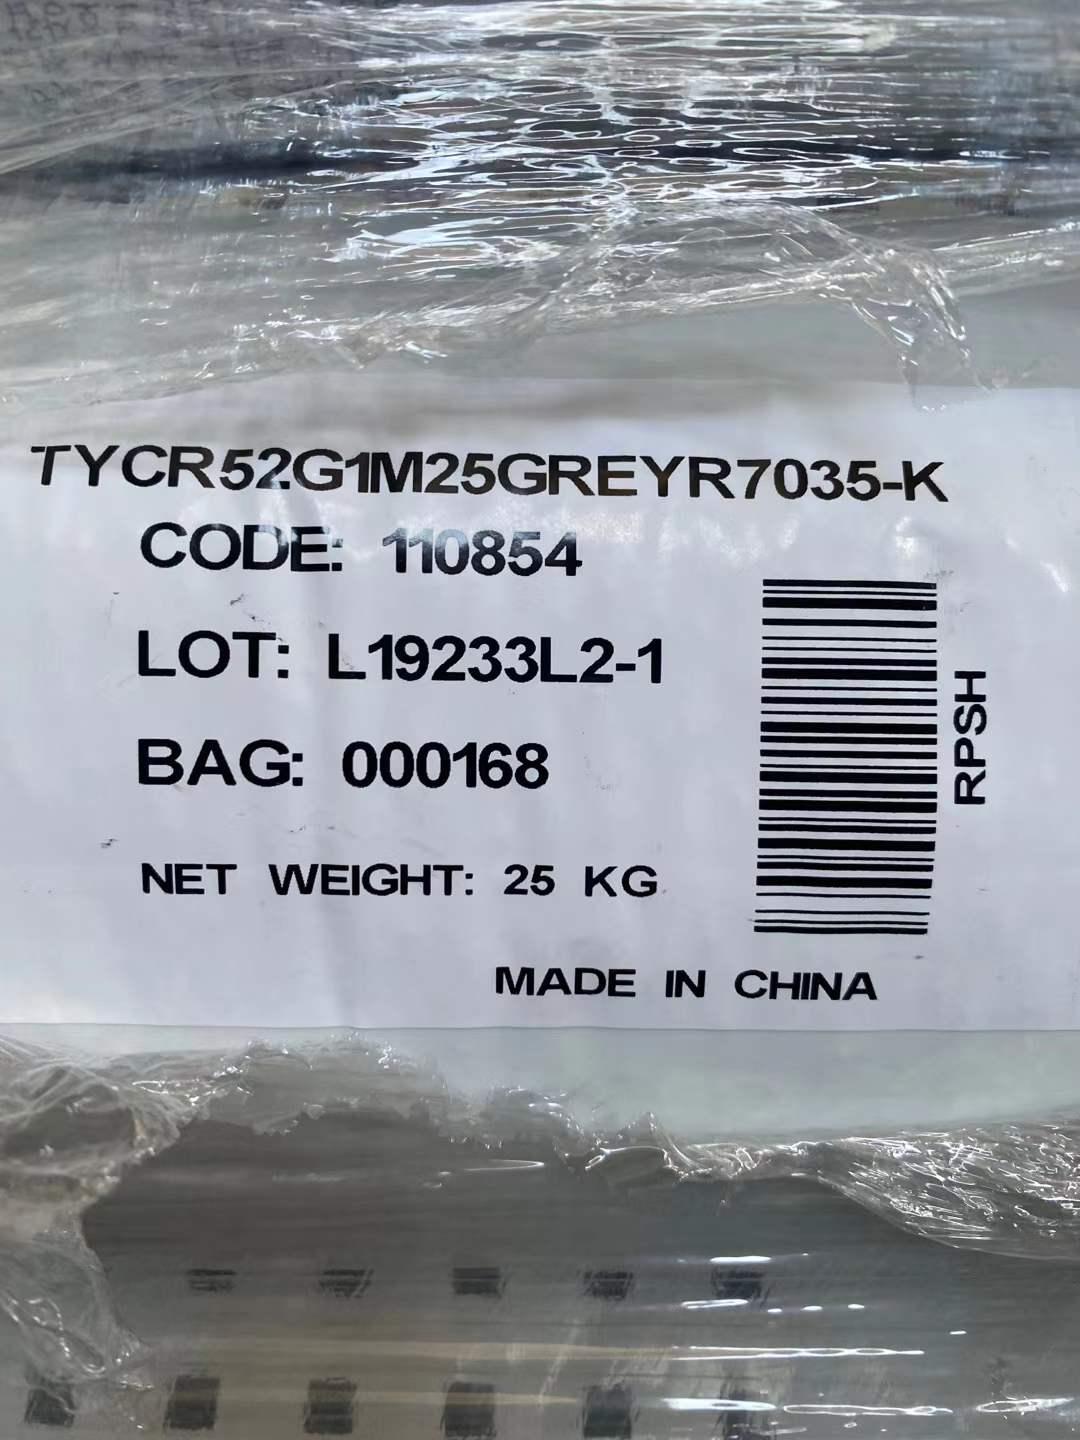 TYCR52G1M25GREYR7035-K
CODE: 110854
LOT: L19233L2-1
BAG: 000168
NET WEIGHT: 25 KG
RPSH
MADE IN CHINA